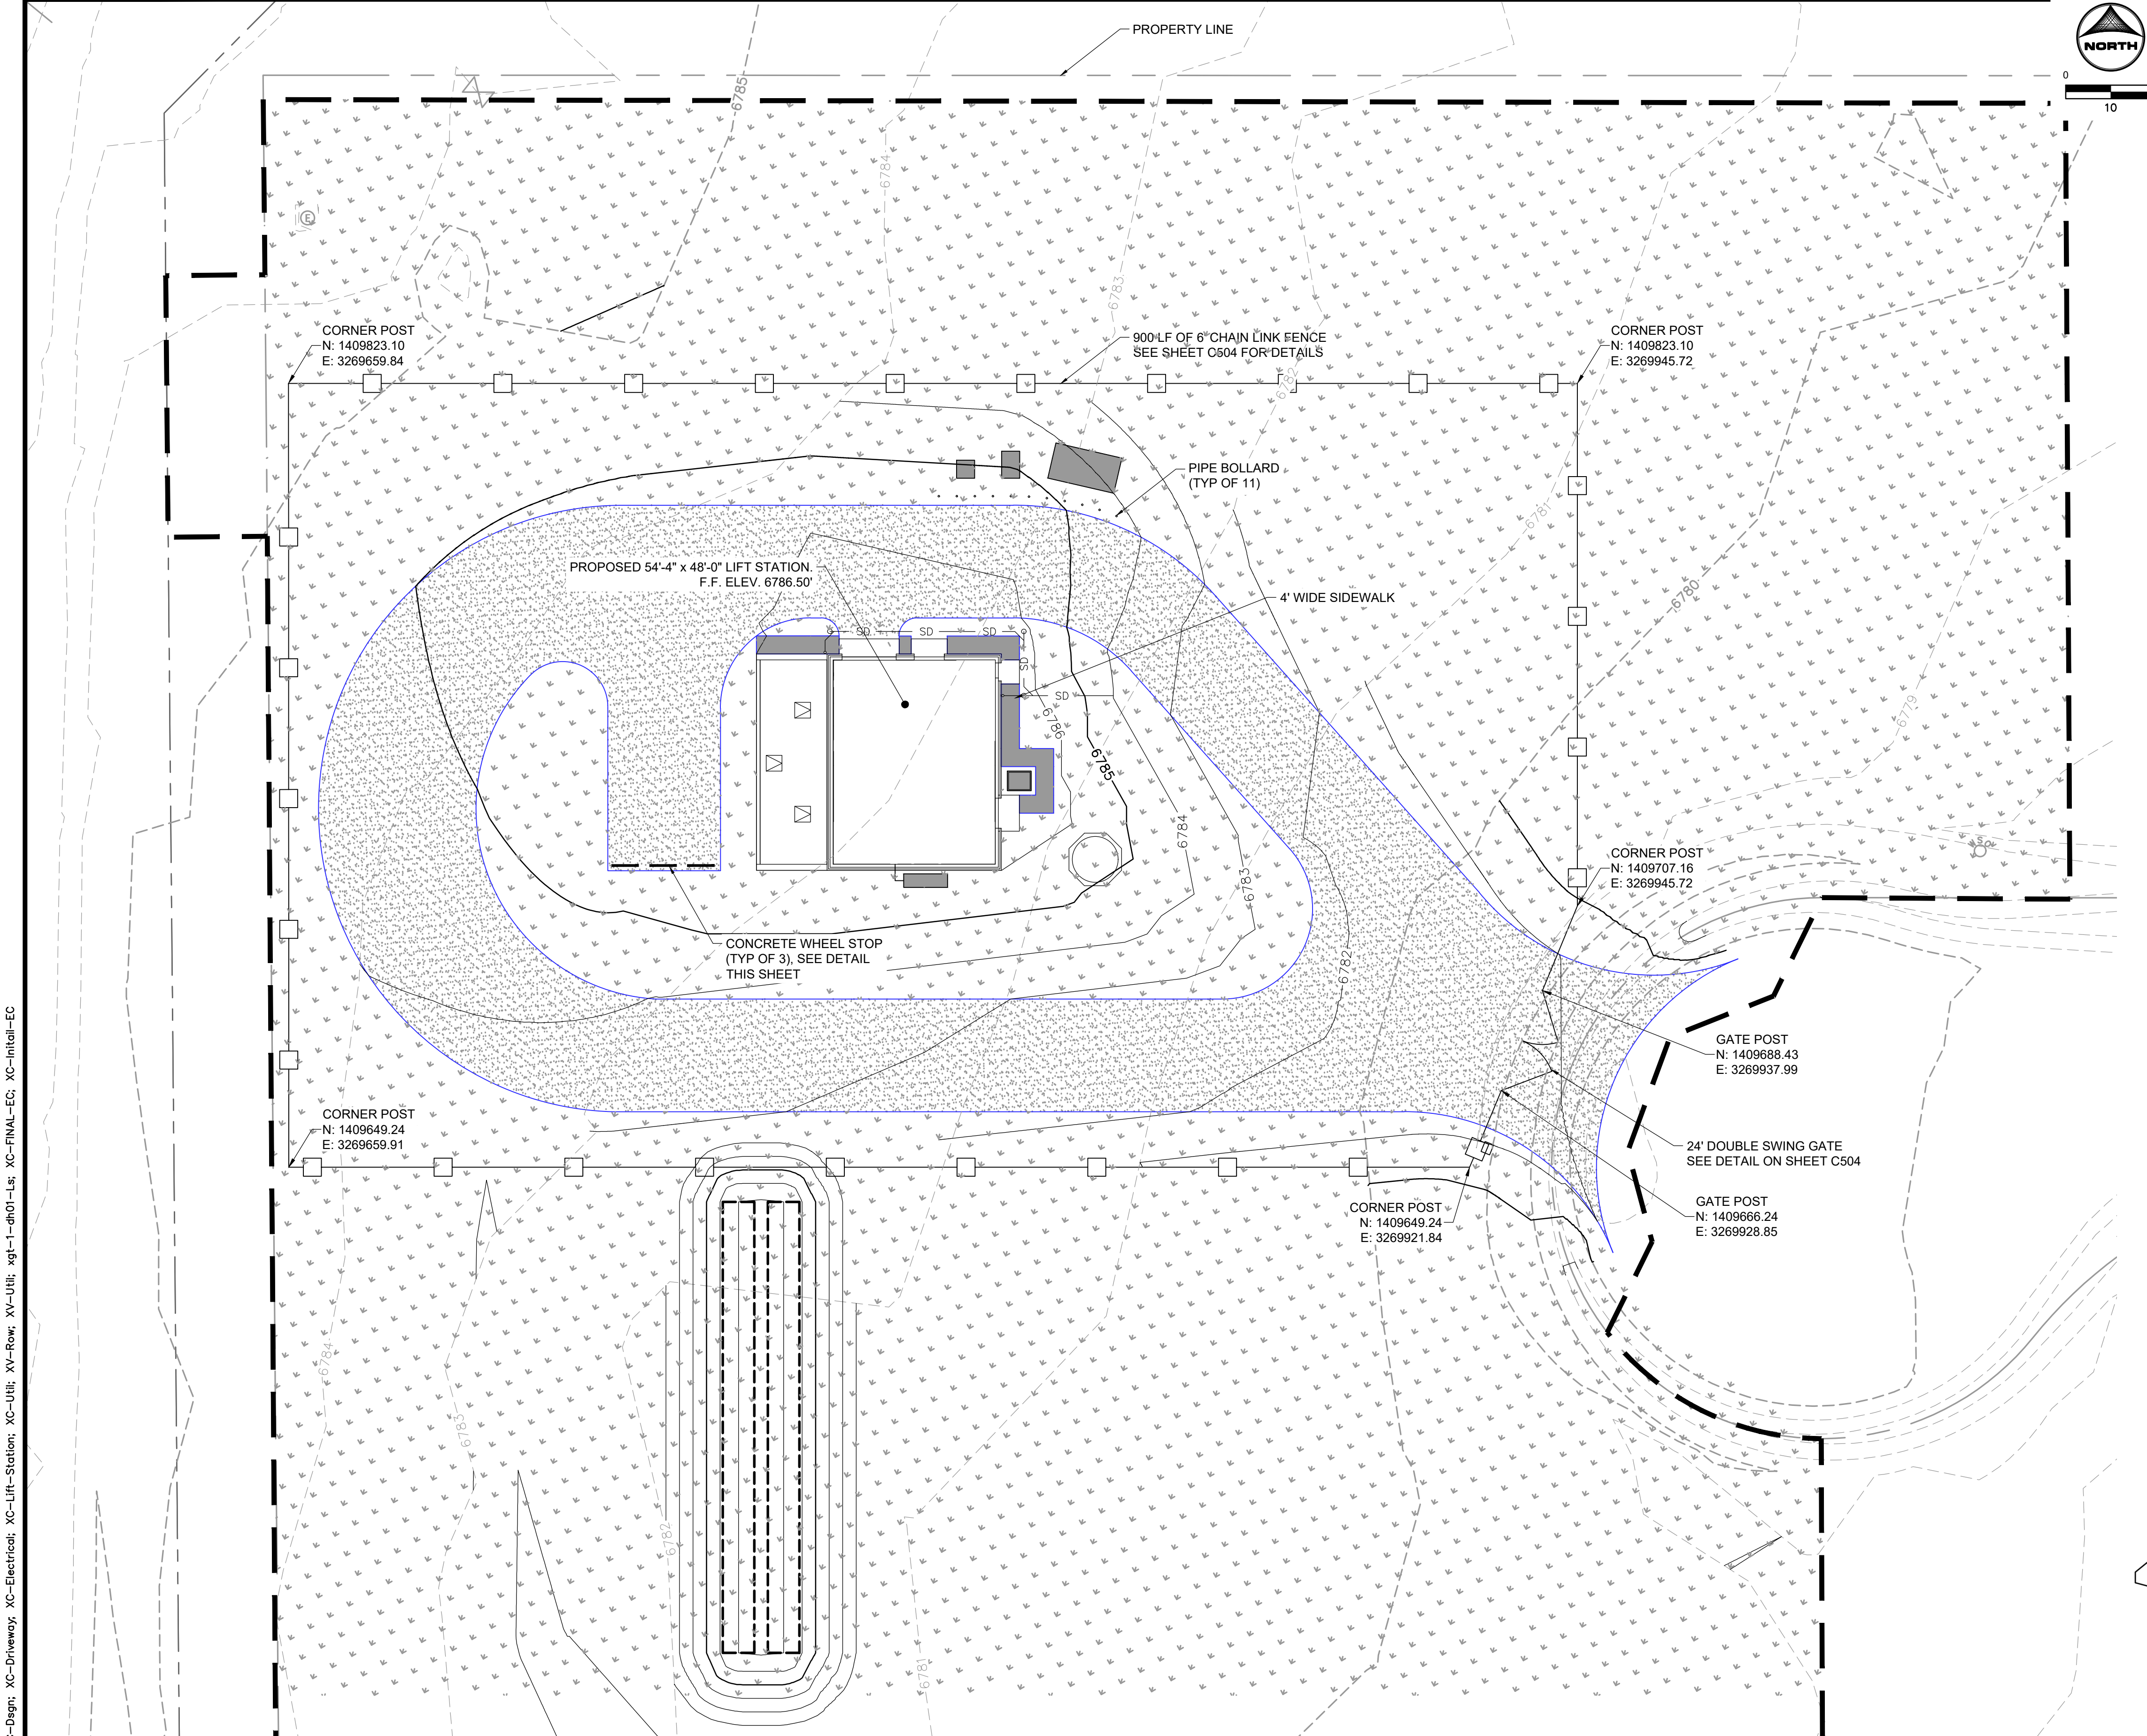 PROPERTY LINE
NORTH
0
10
6785
6784
6783
CORNER POST
N: 1409823.10
E: 3269659.84
900 LF OF 6' CHAIN LINK FENCE
SEE SHEET C504 FOR DETAILS
CORNER POST
N: 1409823.10
E: 3269945.72
6782
E
PIPE BOLLARD
(TYP OF 11)
6781
PROPOSED 54'-4" x 48'-0" LIFT STATION.
F.F. ELEV. 6786.50'
4' WIDE SIDEWALK
6780
SD
SD
SD
SD
SD
6779
6786
6785
6784
6783
6782
S
CORNER POST
N: 1409707.16
E: 3269945.72
CONCRETE WHEEL STOP
(TYP OF 3), SEE DETAIL
THIS SHEET
GATE POST
N: 1409688.43
E: 3269937.99
CORNER POST
N: 1409649.24
E: 3269659.91
24' DOUBLE SWING GATE
SEE DETAIL ON SHEET C504
GATE POST
N: 1409666.24
E: 3269928.85
CORNER POST
N: 1409649.24
E: 3269921.84
6784
6783
6782
6781
-Dsgn; XC-Driveway; XC-Electrical; XC-Lift-Station; XC-Util; XV-Row; XV-Util; xgt-1-dh01-Ls; XC-FINAL-EC; XC-Initail-EC